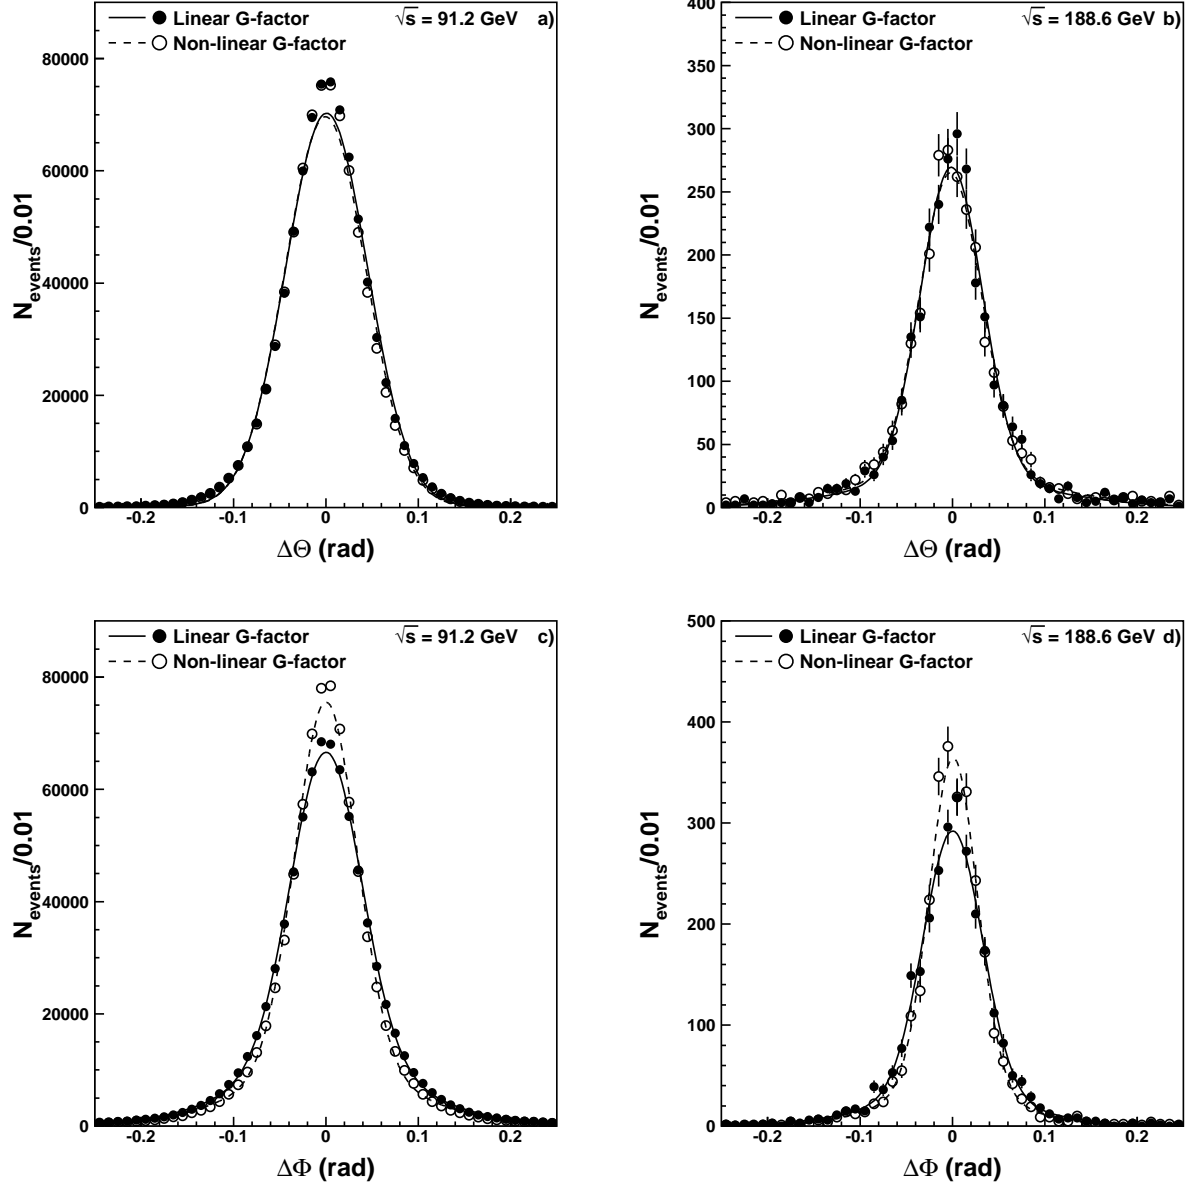 Linear G-factor √s = 91.2 GeV a)
Non-linear G-factor
80000
60000
40000
20000
0
-0.2 -0.1 0 0.1 0.2
N_events/0.01
ΔΘ (rad)
Linear G-factor √s = 188.6 GeV b)
Non-linear G-factor
400
350
300
250
200
150
100
50
0
-0.2 -0.1 0 0.1 0.2
N_events/0.01
ΔΘ (rad)
Linear G-factor √s = 91.2 GeV c)
Non-linear G-factor
80000
60000
40000
20000
0
-0.2 -0.1 0 0.1 0.2
N_events/0.01
ΔΦ (rad)
Linear G-factor √s = 188.6 GeV d)
Non-linear G-factor
500
400
300
200
100
0
-0.2 -0.1 0 0.1 0.2
N_events/0.01
ΔΦ (rad)